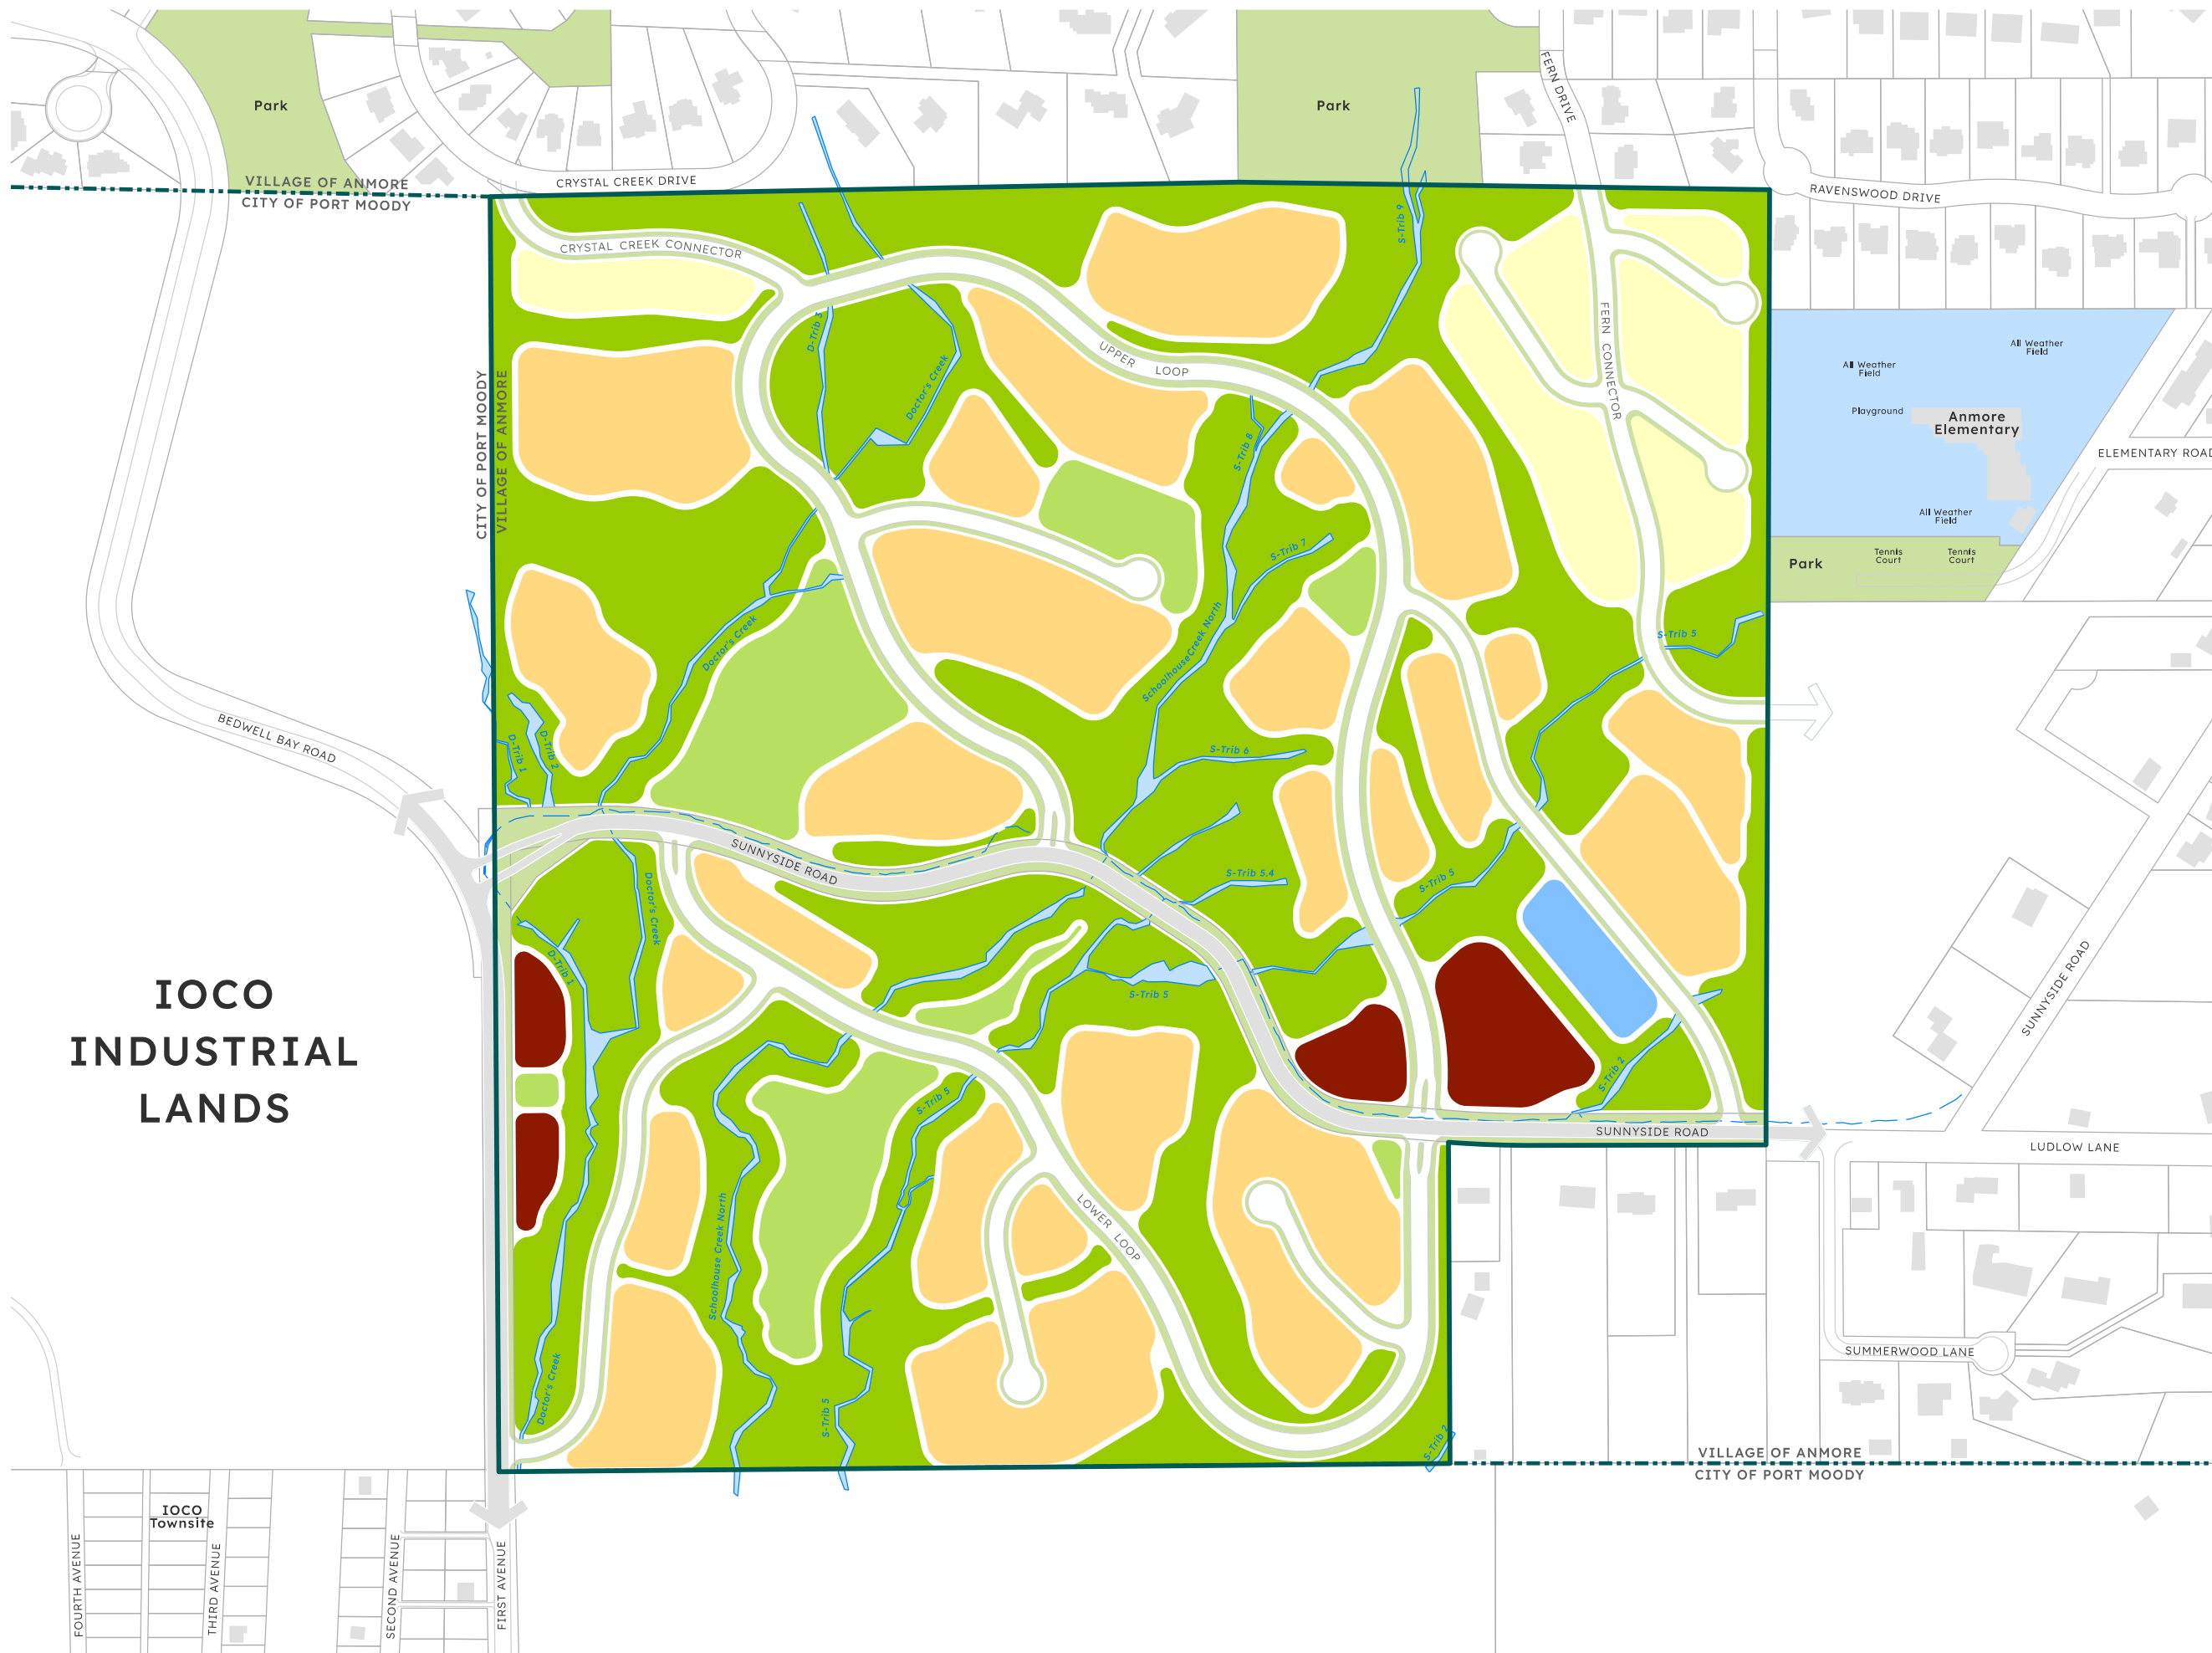 Park
Park
FERN DRIVE
VILLAGE OF ANMORE
CITY OF PORT MOODY
CRYSTAL CREEK DRIVE
RAVENSWOOD DRIVE
CRYSTAL CREEK CONNECTOR
S-Trib 9
D-Trib 3
Doctor's Creek
UPPER LOOP
FERN CONNECTOR
All Weather
Field
All Weather
Field
Playground
Anmore
Elementary
ELEMENTARY ROAD
All Weather
Field
Park
Tennis
Court
Tennis
Court
CITY OF PORT MOODY
VILLAGE OF ANMORE
S-Trib 8
S-Trib 7
Schoolhouse Creek North
Doctor's Creek
S-Trib 5
D-Trib 1
D-Trib 2
S-Trib 6
BEDWELL BAY ROAD
SUNNYSIDE ROAD
S-Trib 5.4
S-Trib 5
Doctor's Creek
D-Trib 1
S-Trib 5
SUNNYSIDE ROAD
IOCO
INDUSTRIAL
LANDS
S-Trib 2
S-Trib 5
SUNNYSIDE ROAD
LUDLOW LANE
Schoolhouse Creek North
LOWER LOOP
SUMMERWOOD LANE
Doctor's Creek
S-Trib 5
S-Trib 2
VILLAGE OF ANMORE
CITY OF PORT MOODY
IOCO
Townsite
FOURTH AVENUE
THIRD AVENUE
SECOND AVENUE
FIRST AVENUE